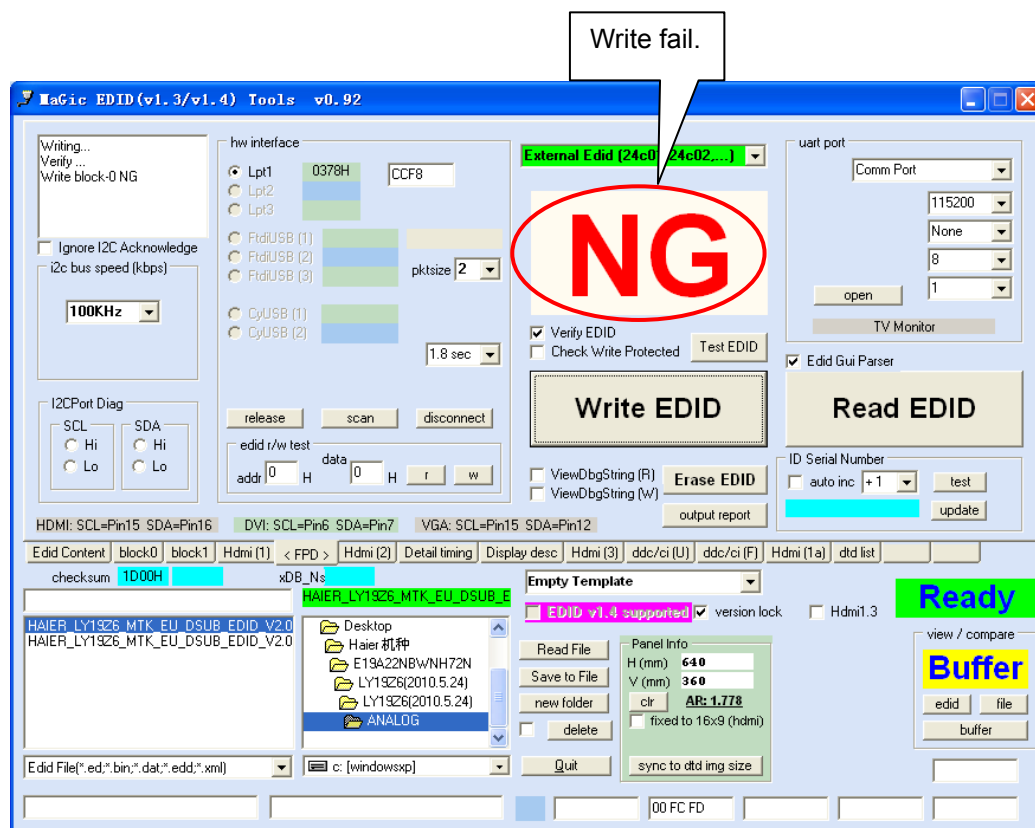 Write fail.
MaGic EDID(v1.3/v1.4) Tools v0.92
Writing...
Verify ...
Write block-0 NG
Ignore I2C Acknowledge
i2c bus speed (kbps)
100KHz
I2CPort Diag
SCL
Hi
Lo
SDA
Hi
Lo
hw interface
Lpt1
0378H
CCF8
Lpt2
Lpt3
FtdiUSB (1)
FtdiUSB (2)
FtdiUSB (3)
pktsize
2
CyUSB (1)
CyUSB (2)
1.8 sec
release
scan
disconnect
edid r/w test
addr
0
H
data
0
H
r
w
External Edid (24c01,24c02,...)
NG
Verify EDID
Check Write Protected
Test EDID
Write EDID
ViewDbgString (R)
ViewDbgString (W)
Erase EDID
output report
uart port
Comm Port
115200
None
8
1
open
TV Monitor
Edid Gui Parser
Read EDID
ID Serial Number
auto inc
+ 1
test
update
HDMI: SCL=Pin15 SDA=Pin16
DVI: SCL=Pin6 SDA=Pin7
VGA: SCL=Pin15 SDA=Pin12
Edid Content
block0
block1
Hdmi (1)
< FPD >
Hdmi (2)
Detail timing
Display desc
Hdmi (3)
ddc/ci (U)
ddc/ci (F)
Hdmi (1a)
dtd list
checksum
1D00H
xDB_Ns
HAIER_LY19Z6_MTK_EU_DSUB_E
HAIER_LY19Z6_MTK_EU_DSUB_EDID_V2.0
HAIER_LY19Z6_MTK_EU_DSUB_EDID_V2.0
Desktop
Haier 机种
E19A22NBWNH72N
LY19Z6(2010.5.24)
LY19Z6(2010.5.24)
ANALOG
Edid File(*.ed;*.bin;*.dat;*.edd;*.xml)
c: [windowsxp]
Empty Template
EDID v1.4 supported
version lock
Hdmi1.3
Read File
Save to File
new folder
delete
Quit
Panel Info
H (mm)
640
V (mm)
360
clr
AR: 1.778
fixed to 16x9 (hdmi)
sync to dtd img size
Ready
view / compare
Buffer
edid
file
buffer
00 FC FD